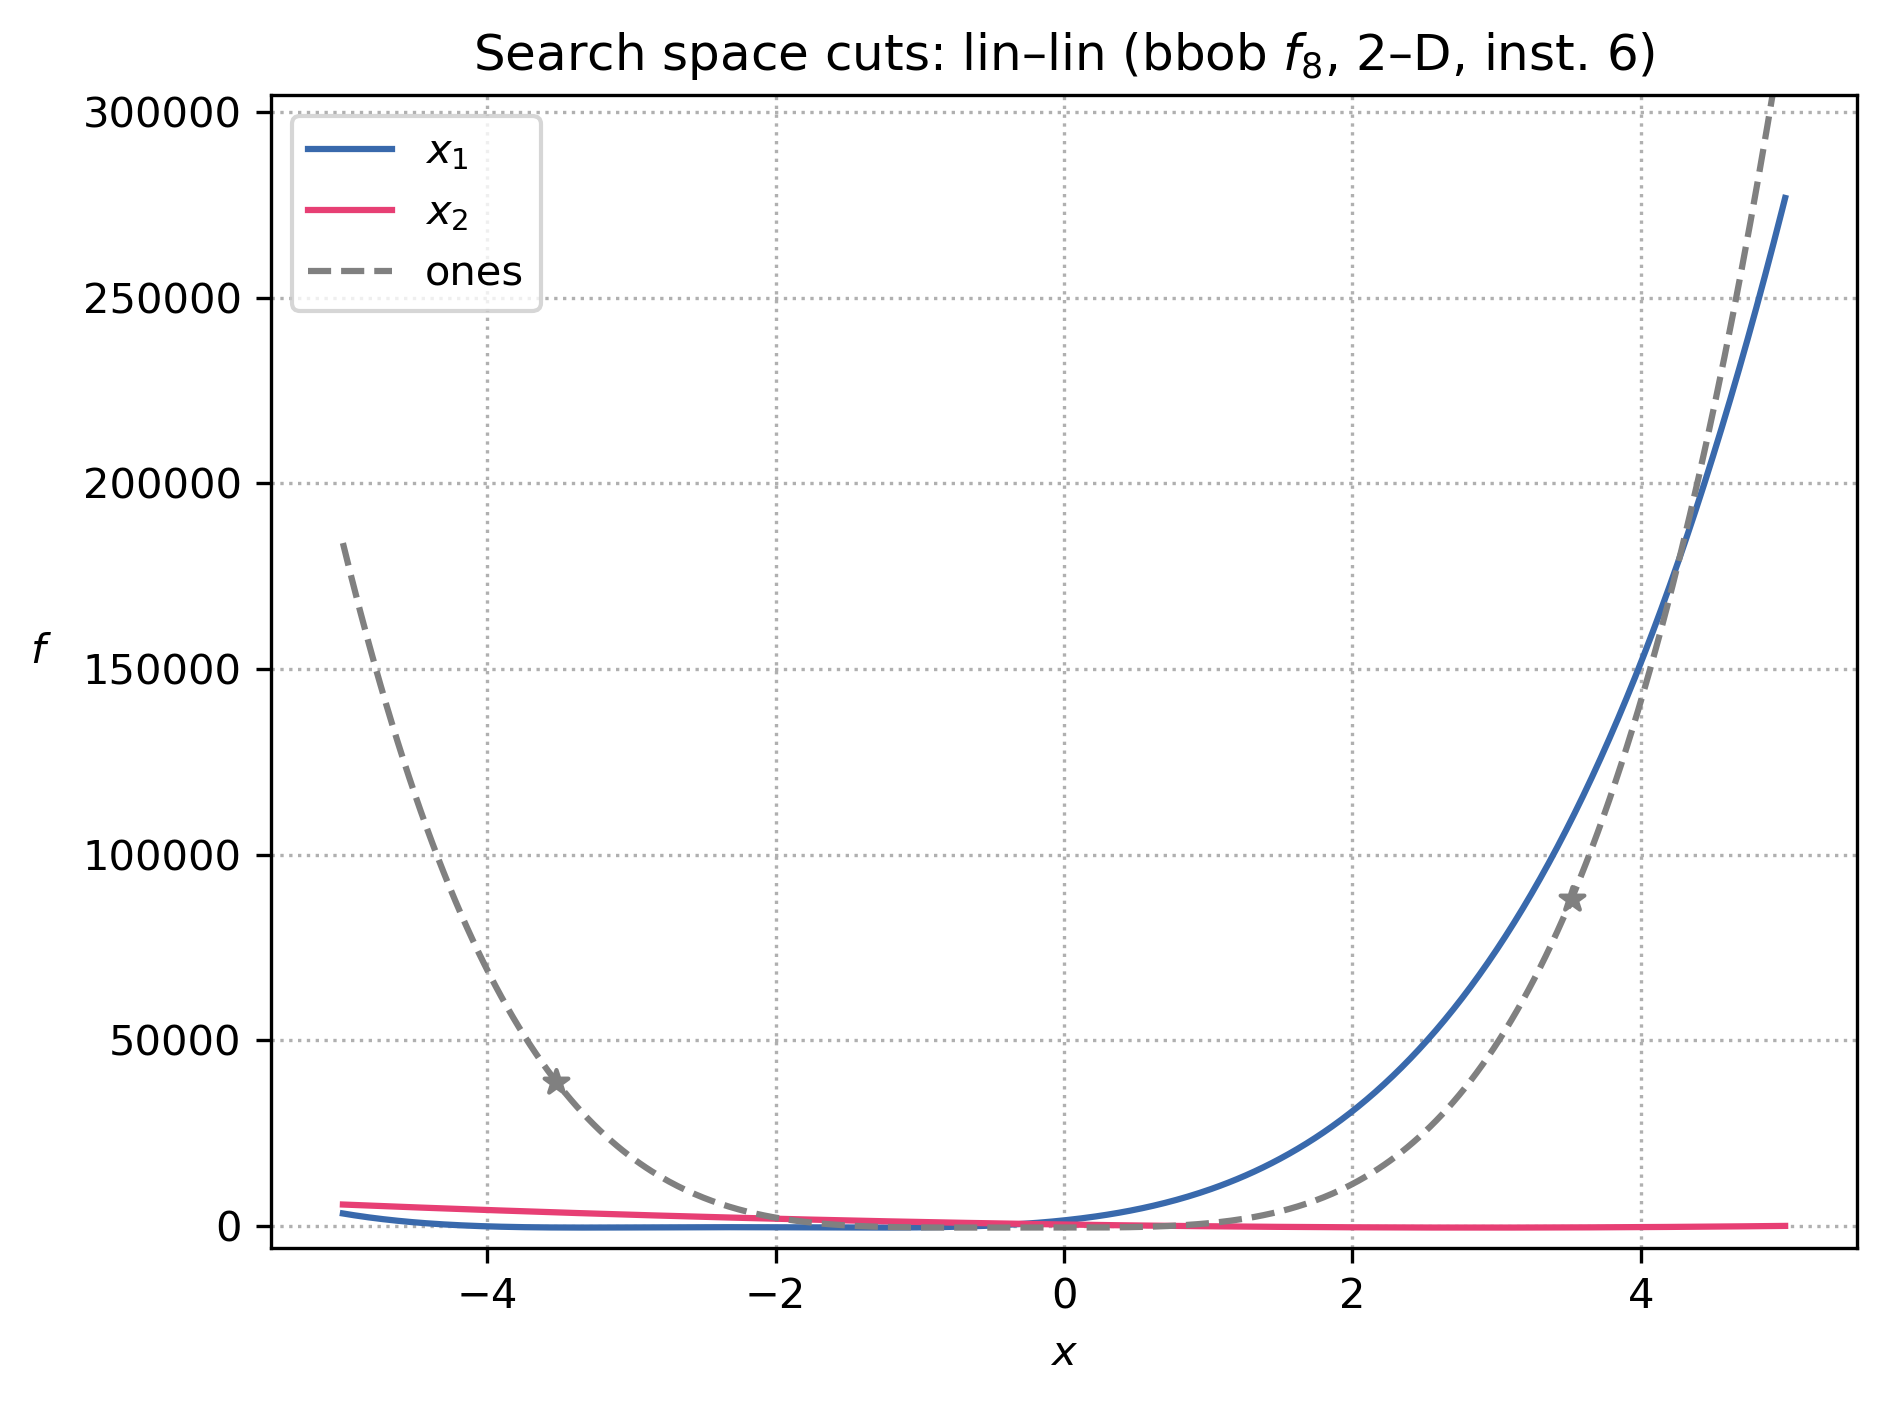 Search space cuts: lin–lin (bbob f₈, 2–D, inst. 6)
300000
250000
200000
150000
100000
50000
0
f
x₁
x₂
ones
−4 −2 0 2 4
x